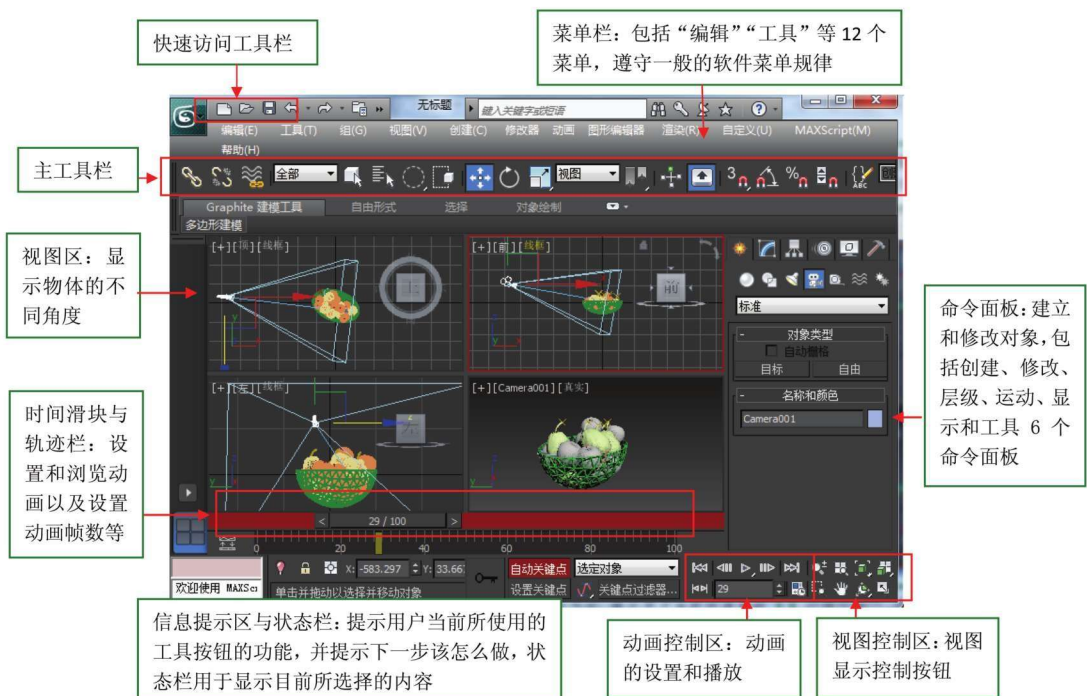 快速访问工具栏
菜单栏：包括“编辑”“工具”等12个
菜单，遵守一般的软件菜单规律
无标题
键入关键字或短语
编辑(E) 工具(T) 组(G) 视图(V) 创建(C) 修改器 动画 图形编辑器 渲染(R) 自定义(U) MAXScript(M)
帮助(H)
主工具栏
全部
视图
3
%
ABC
Graphite 建模工具 自由形式 选择 对象绘制
多边形建模
视图区：显
示物体的不
同角度
[+][顶][线框]
[+][前][线框]
前
[+][左][线框]
左
[+][Camera001][真实]
标准
对象类型
自动栅格
目标 自由
名称和颜色
Camera001
命令面板：建立
和修改对象，包
括创建、修改、
层级、运动、显
示和工具 6 个
命令面板
时间滑块与
轨迹栏：设
置和浏览动
画以及设置
动画帧数等
< 29 / 100 >
0 20 40 60 80 100
X: -583.297 Y: 33.66
自动关键点 选定对象
欢迎使用 MAXSc
单击并拖动以选择并移动对象
设置关键点 关键点过滤器...
29
信息提示区与状态栏：提示用户当前所使用的
工具按钮的功能，并提示下一步该怎么做，状
态栏用于显示目前所选择的内容
动画控制区：动画
的设置和播放
视图控制区：视图
显示控制按钮